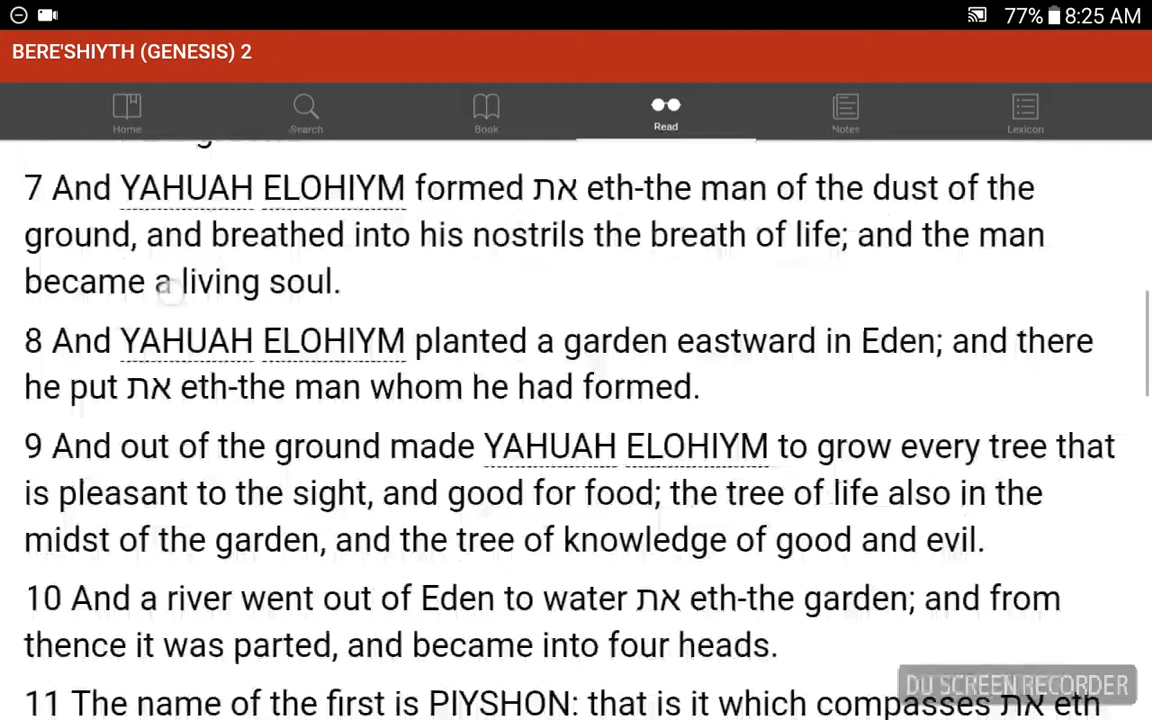 77% 8:25 AM
BERE'SHIYTH (GENESIS) 2
Home Search Book Read Notes Lexicon
7 And YAHUAH ELOHIYM formed את eth-the man of the dust of the
ground, and breathed into his nostrils the breath of life; and the man
became a living soul.
8 And YAHUAH ELOHIYM planted a garden eastward in Eden; and there
he put את eth-the man whom he had formed.
9 And out of the ground made YAHUAH ELOHIYM to grow every tree that
is pleasant to the sight, and good for food; the tree of life also in the
midst of the garden, and the tree of knowledge of good and evil.
10 And a river went out of Eden to water את eth-the garden; and from
thence it was parted, and became into four heads.
11 The name of the first is PIYSHON: that is it which compasses את eth
DU SCREEN RECORDER